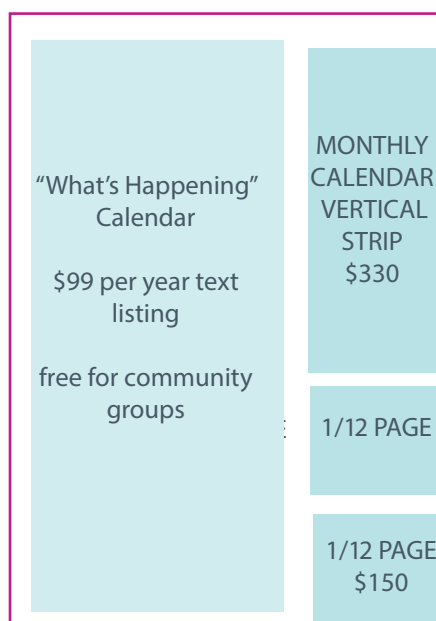 “What’s Happening”
Calendar
$99 per year text
listing
free for community
groups
MONTHLY
CALENDAR
VERTICAL
STRIP
$330
1/12 PAGE
1/12 PAGE
$150